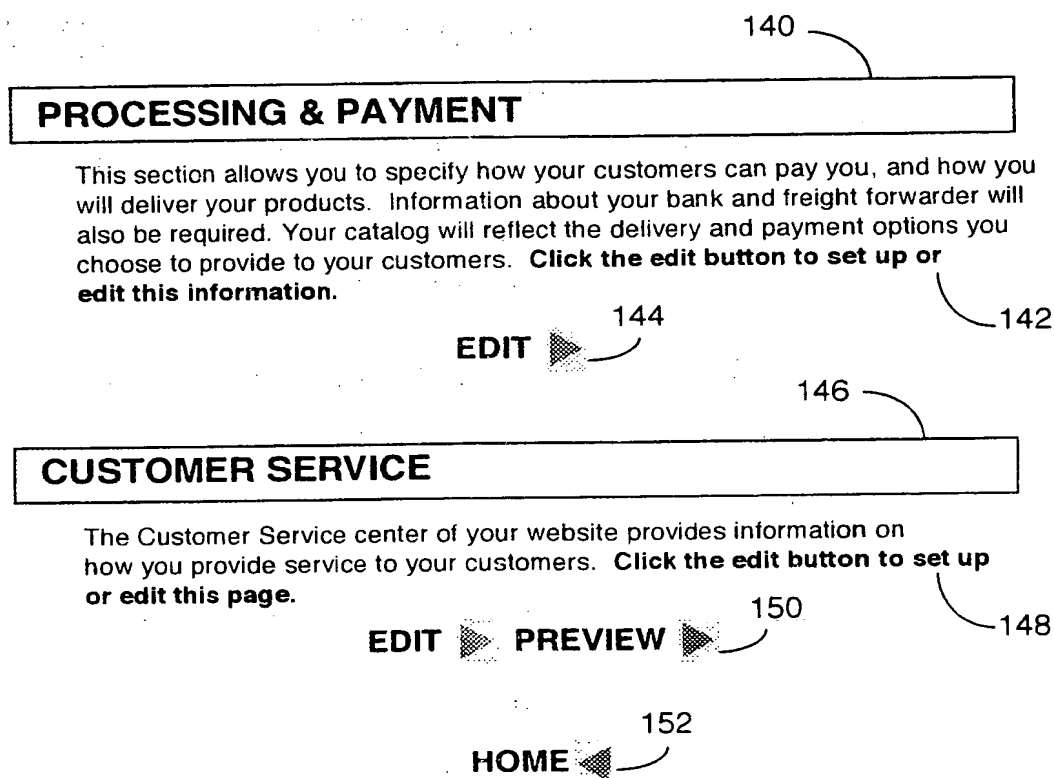 140
PROCESSING & PAYMENT
This section allows you to specify how your customers can pay you, and how you
will deliver your products. Information about your bank and freight forwarder will
also be required. Your catalog will reflect the delivery and payment options you
choose to provide to your customers. Click the edit button to set up or
edit this information.
142
144
EDIT
146
CUSTOMER SERVICE
The Customer Service center of your website provides information on
how you provide service to your customers. Click the edit button to set up
or edit this page.
148
150
EDIT PREVIEW
152
HOME